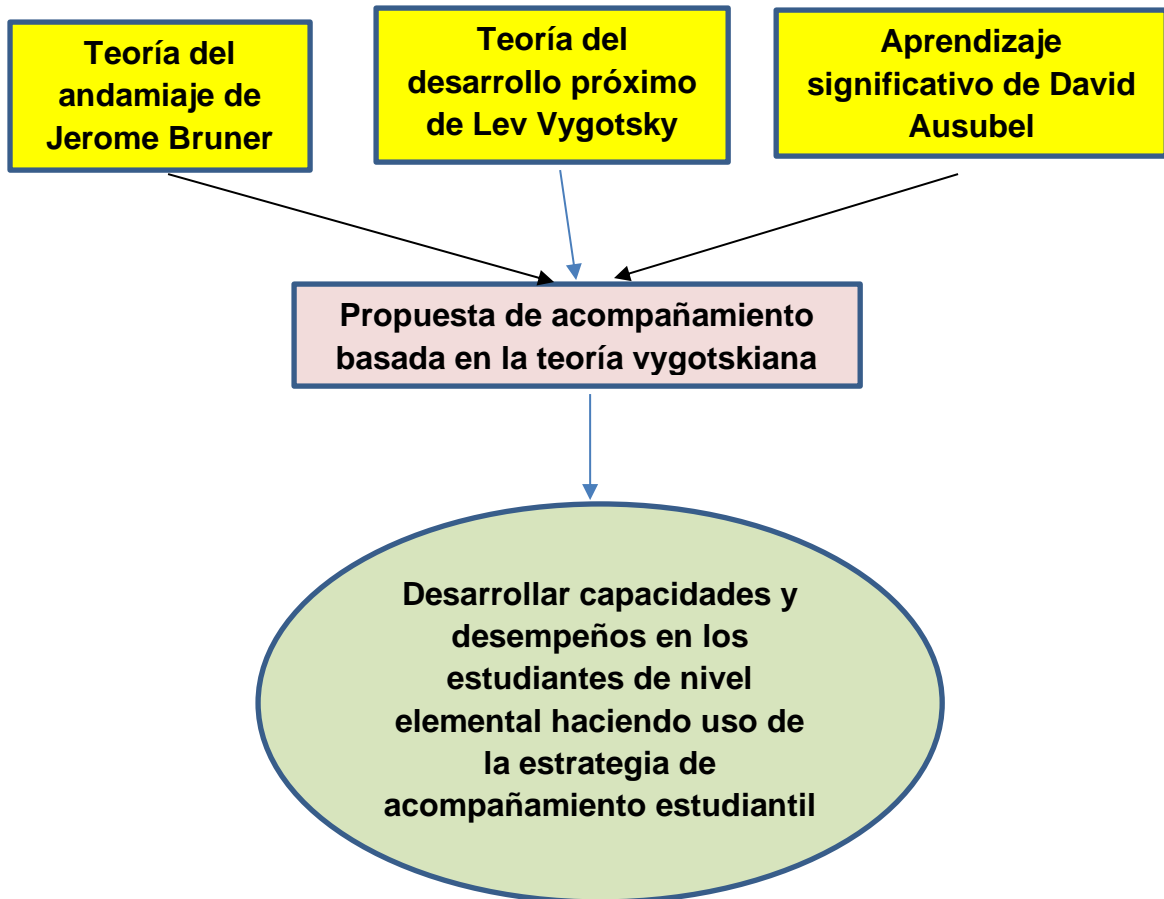 Teoría del
andamiaje de
Jerome Bruner
Teoría del
desarrollo próximo
de Lev Vygotsky
Aprendizaje
significativo de David
Ausubel
Propuesta de acompañamiento
basada en la teoría vygotskiana
Desarrollar capacidades y
desempeños en los
estudiantes de nivel
elemental haciendo uso de
la estrategia de
acompañamiento estudiantil